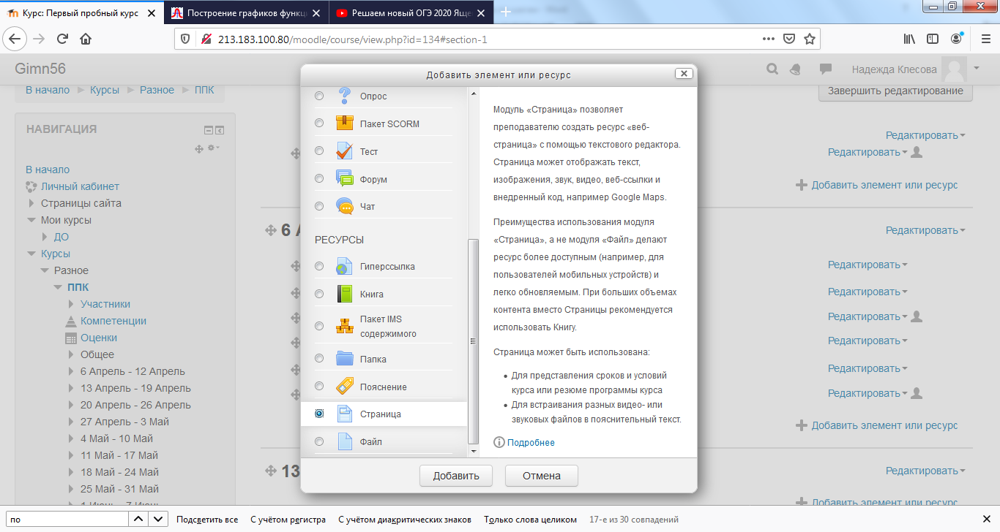 Курс: Первый пробный курс
Построение графиков функц
Решаем новый ОГЭ 2020 Яще
213.183.100.80/moodle/course/view.php?id=134#section-1
Gimn56
Надежда Клесова
В начало
Курсы
Разное
ППК
Завершить редактирование
НАВИГАЦИЯ
В начало
Личный кабинет
Страницы сайта
Мои курсы
ДО
Курсы
Разное
ППК
Участники
Компетенции
Оценки
Общее
6 Апрель - 12 Апрель
13 Апрель - 19 Апрель
20 Апрель - 26 Апрель
27 Апрель - 3 Май
4 Май - 10 Май
11 Май - 17 Май
18 Май - 24 Май
25 Май - 31 Май
1 Июнь - 7 Июнь
Добавить элемент или ресурс
Опрос
Пакет SCORM
Тест
Форум
Чат
РЕСУРСЫ
Гиперссылка
Книга
Пакет IMS
содержимого
Папка
Пояснение
Страница
Файл
Модуль «Страница» позволяет
преподавателю создать ресурс «веб-
страница» с помощью текстового редактора.
Страница может отображать текст,
изображения, звук, видео, веб-ссылки и
внедренный код, например Google Maps.
Преимущества использования модуля
«Страница», а не модуля «Файл» делают
ресурс более доступным (например, для
пользователей мобильных устройств) и
легко обновляемым. При больших объемах
контента вместо Страницы рекомендуется
использовать Книгу.
Страница может быть использована:
Для представления сроков и условий
курса или резюме программы курса
Для встраивания разных видео- или
звуковых файлов в пояснительный текст.
Подробнее
Добавить
Отмена
Редактировать
Редактировать
Добавить элемент или ресурс
6 А
Редактировать
Редактировать
Редактировать
Редактировать
Редактировать
Редактировать
Редактировать
Добавить элемент или ресурс
13
Редактировать
Добавить элемент или ресурс
по
Подсветить все
С учётом регистра
С учётом диакритических знаков
Только слова целиком
17-е из 30 совпадений